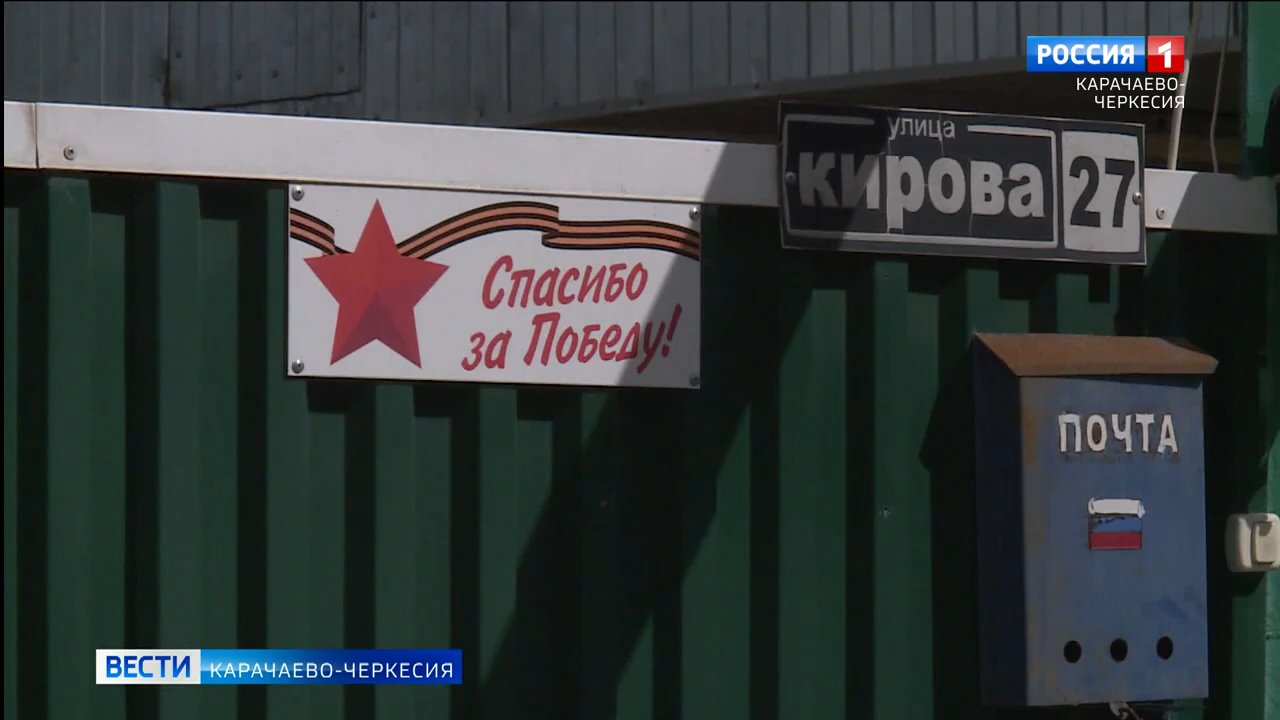 РОССИЯ 1
КАРАЧАЕВО-
ЧЕРКЕСИЯ
улица
кирова 27
Спасибо
за Победу!
ПОЧТА
ВЕСТИ КАРАЧАЕВО-ЧЕРКЕСИЯ